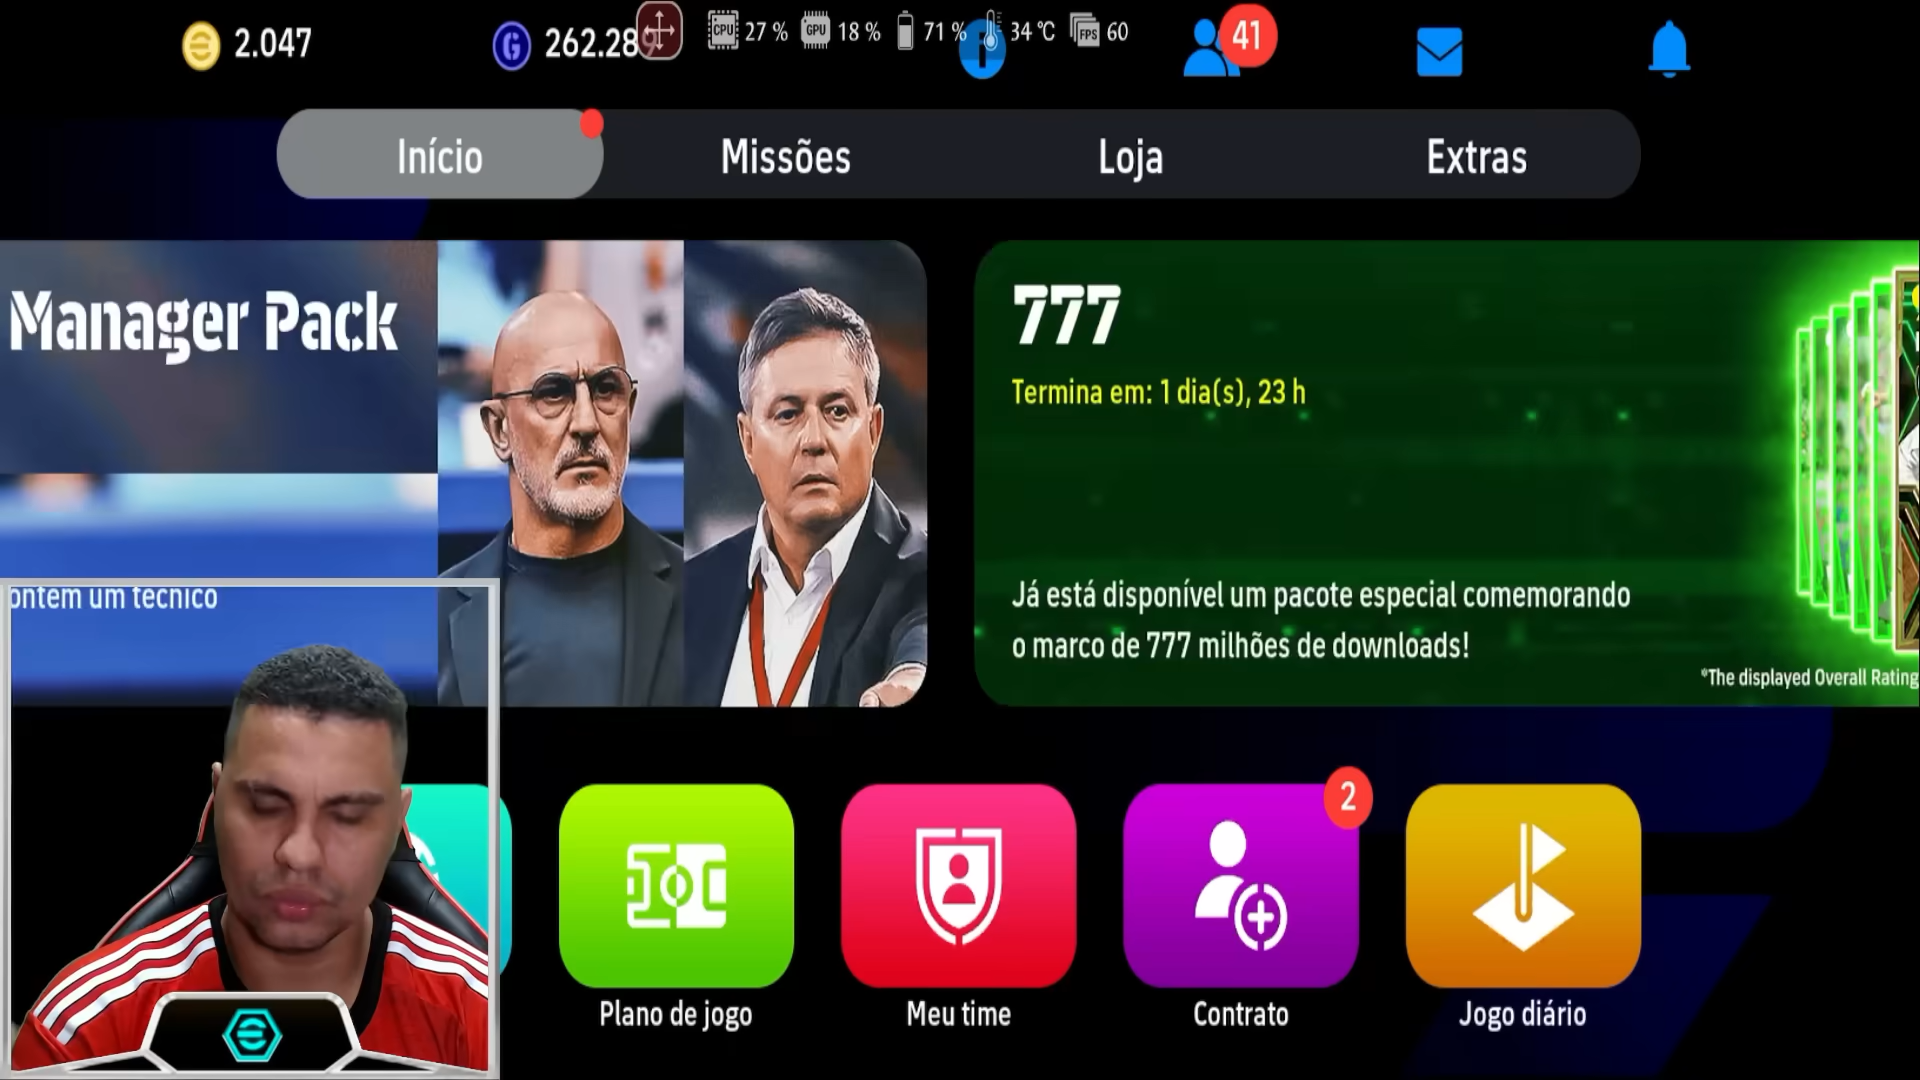 2.047
262.28
CPU 27 %
GPU 18 %
71 %
34 °C
FPS 60
41
Início
Missões
Loja
Extras
Manager Pack
um técnico
777
Termina em: 1 dia(s), 23 h
Já está disponível um pacote especial comemorando
o marco de 777 milhões de downloads!
*The displayed Overall Rating
2
Plano de jogo
Meu time
Contrato
Jogo diário